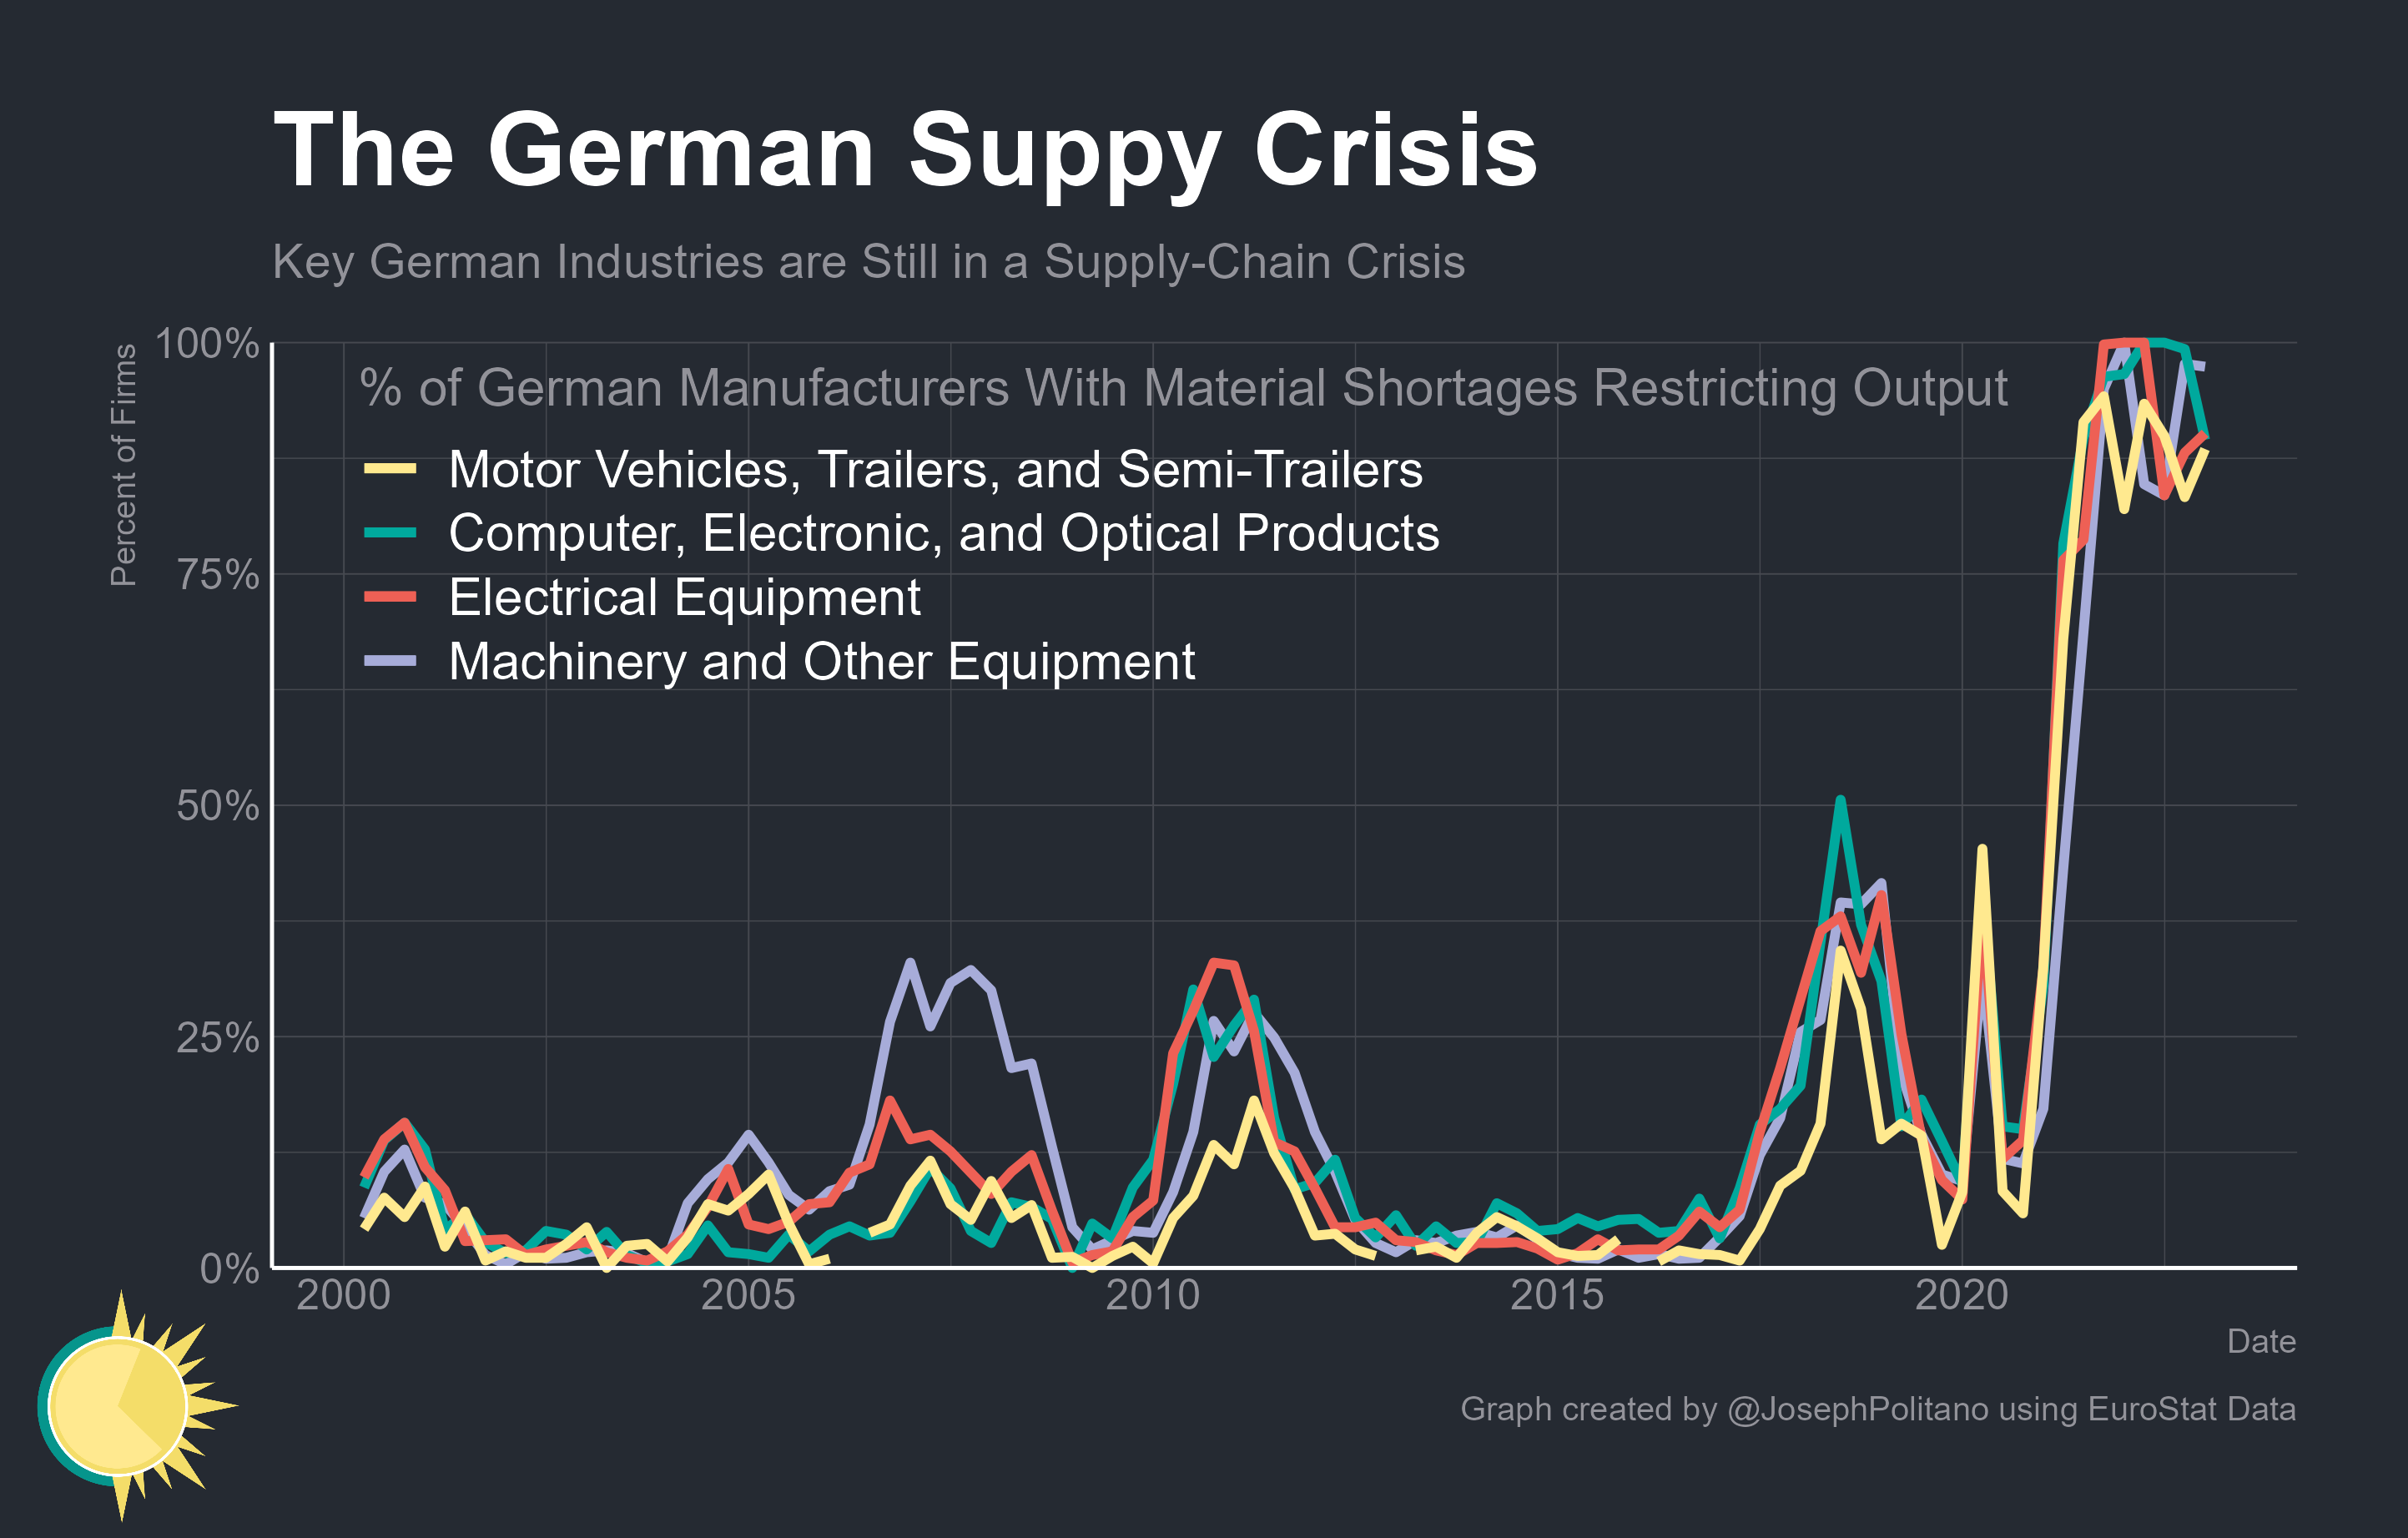 The German Suppy Crisis
Key German Industries are Still in a Supply-Chain Crisis
Percent of Firms
100%
75%
50%
25%
0%
% of German Manufacturers With Material Shortages Restricting Output
Motor Vehicles, Trailers, and Semi-Trailers
Computer, Electronic, and Optical Products
Electrical Equipment
Machinery and Other Equipment
2000 2005 2010 2015 2020
Date
Graph created by @JosephPolitano using EuroStat Data